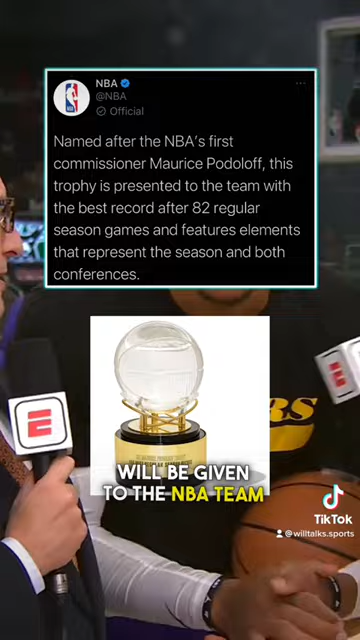 NBA
@NBA
Official
Named after the NBA's first
commissioner Maurice Podoloff, this
trophy is presented to the team with
the best record after 82 regular
season games and features elements
that represent the season and both
conferences.
RS
WILL BE GIVEN
TO THE NBA TEAM
TikTok
@willtalks.sports